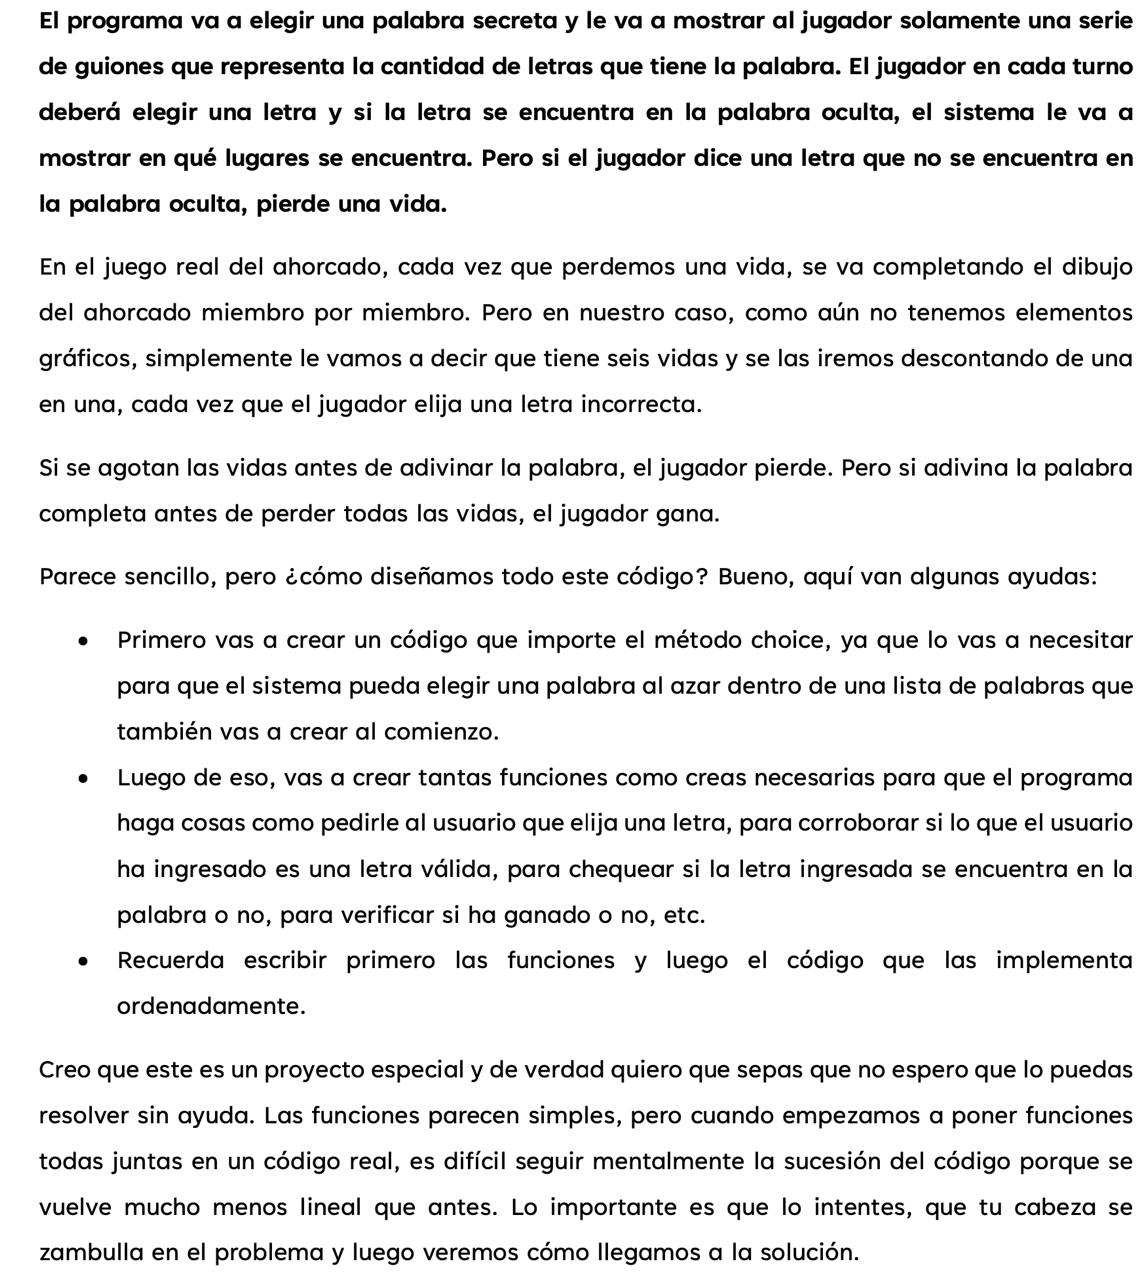 El programa va a elegir una palabra secreta y le va a mostrar al jugador solamente una serie
de guiones que representa la cantidad de letras que tiene la palabra. El jugador en cada turno
deberá elegir una letra y si la letra se encuentra en la palabra oculta, el sistema le va a
mostrar en qué lugares se encuentra. Pero si el jugador dice una letra que no se encuentra en
la palabra oculta, pierde una vida.
En el juego real del ahorcado, cada vez que perdemos una vida, se va completando el dibujo
del ahorcado miembro por miembro. Pero en nuestro caso, como aún no tenemos elementos
gráficos, simplemente le vamos a decir que tiene seis vidas y se las iremos descontando de una
en una, cada vez que el jugador elija una letra incorrecta.
Si se agotan las vidas antes de adivinar la palabra, el jugador pierde. Pero si adivina la palabra
completa antes de perder todas las vidas, el jugador gana.
Parece sencillo, pero ¿cómo diseñamos todo este código? Bueno, aquí van algunas ayudas:
• Primero vas a crear un código que importe el método choice, ya que lo vas a necesitar
para que el sistema pueda elegir una palabra al azar dentro de una lista de palabras que
también vas a crear al comienzo.
• Luego de eso, vas a crear tantas funciones como creas necesarias para que el programa
haga cosas como pedirle al usuario que elija una letra, para corroborar si lo que el usuario
ha ingresado es una letra válida, para chequear si la letra ingresada se encuentra en la
palabra o no, para verificar si ha ganado o no, etc.
• Recuerda escribir primero las funciones y luego el código que las implementa
ordenadamente.
Creo que este es un proyecto especial y de verdad quiero que sepas que no espero que lo puedas
resolver sin ayuda. Las funciones parecen simples, pero cuando empezamos a poner funciones
todas juntas en un código real, es difícil seguir mentalmente la sucesión del código porque se
vuelve mucho menos lineal que antes. Lo importante es que lo intentes, que tu cabeza se
zambulla en el problema y luego veremos cómo llegamos a la solución.